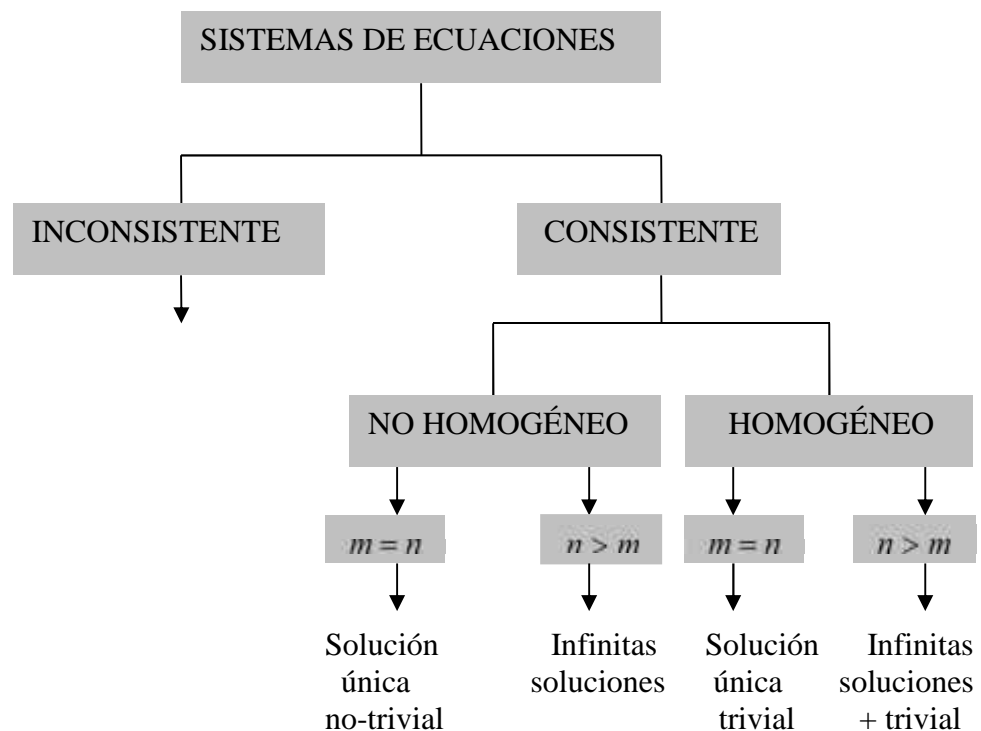 SISTEMAS DE ECUACIONES
INCONSISTENTE
CONSISTENTE
NO HOMOGÉNEO
HOMOGÉNEO
m = n
n > m
m = n
n > m
Solución
única
no-trivial
Infinitas
soluciones
Solución
única
trivial
Infinitas
soluciones
+ trivial